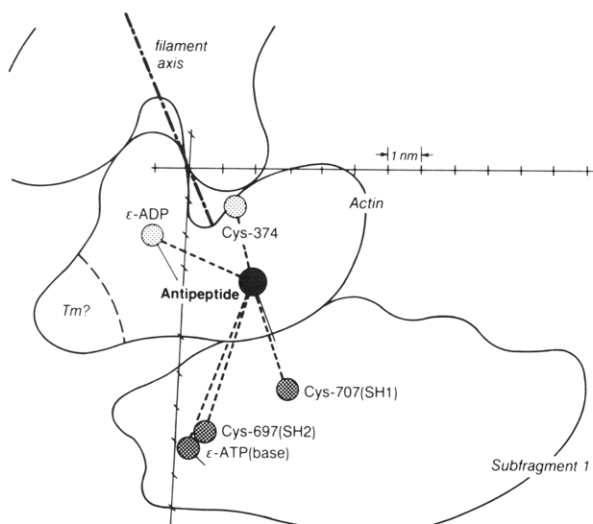 filament
axis
1 nm
ε-ADP
Actin
Cys-374
Antipeptide
Tm?
Cys-707(SH1)
Cys-697(SH2)
ε-ATP(base)
Subfragment 1